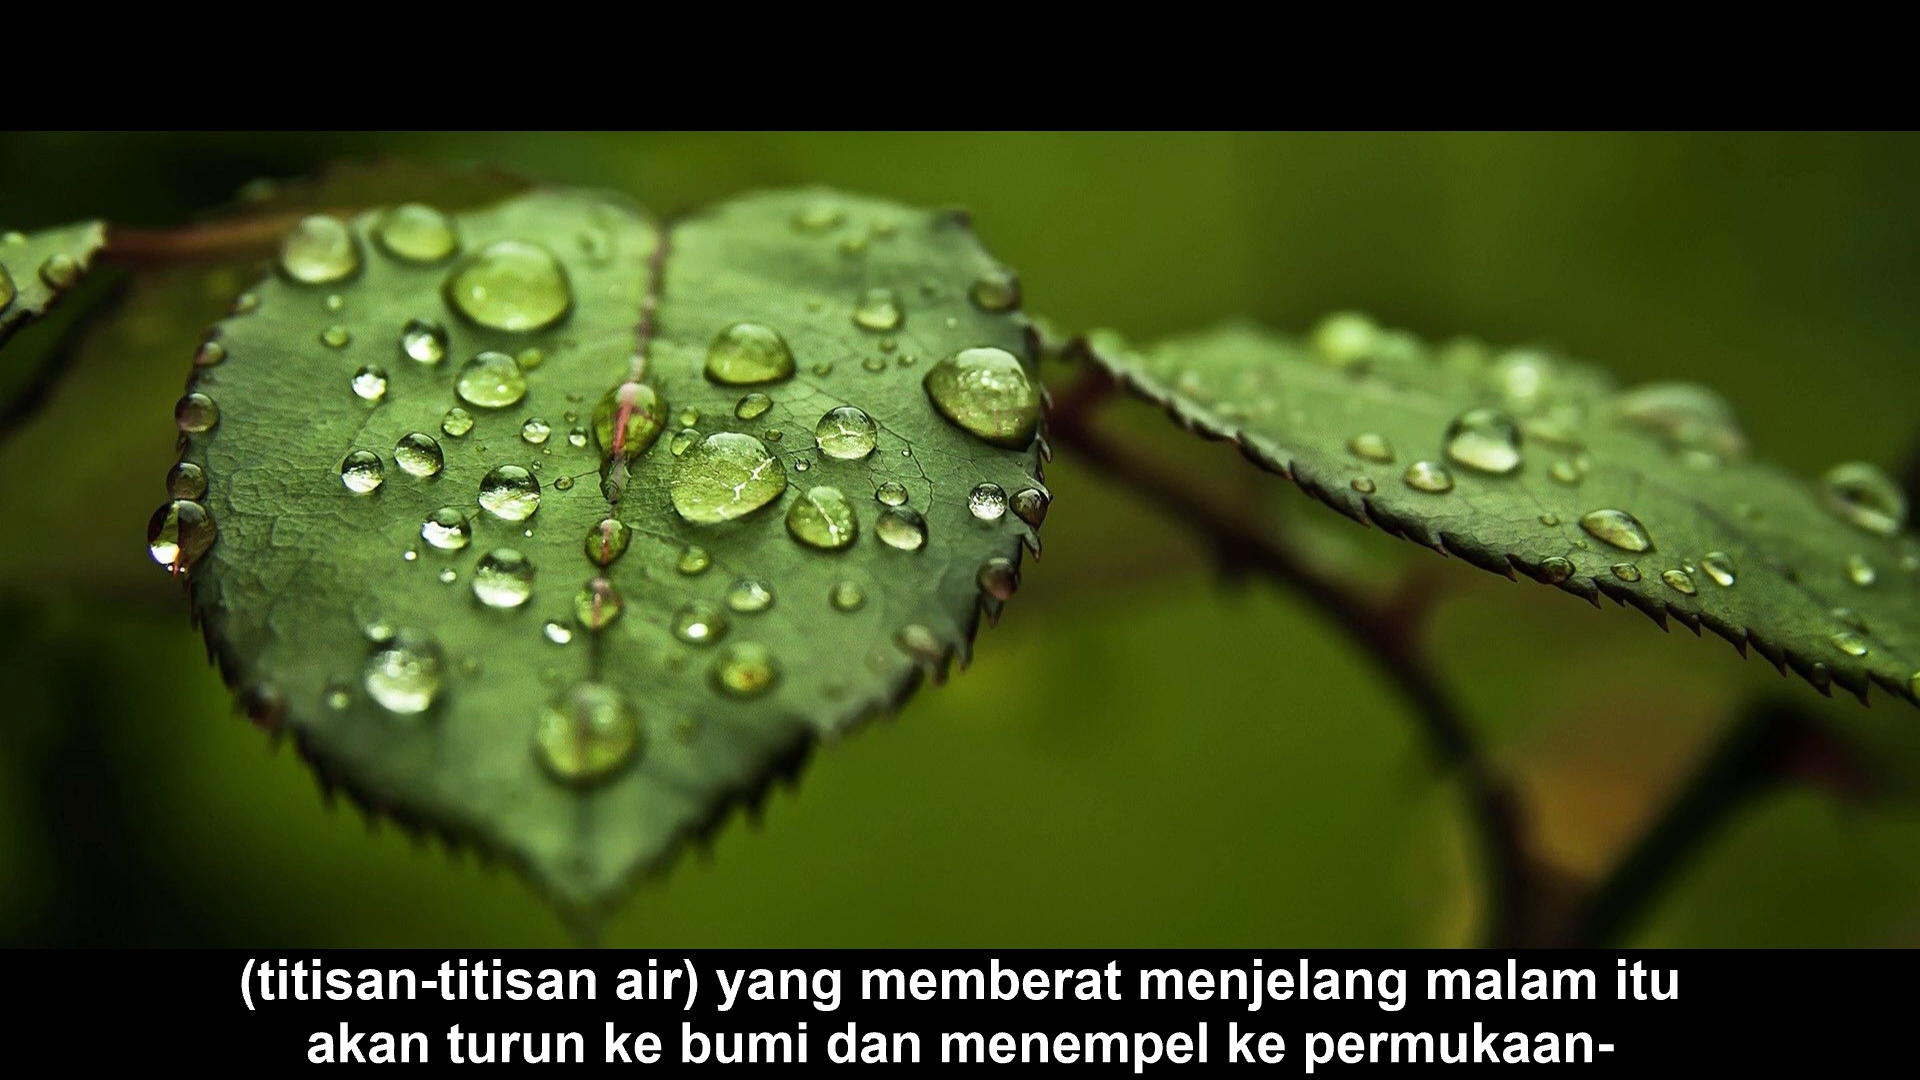 (titisan-titisan air) yang memberat menjelang malam itu
akan turun ke bumi dan menempel ke permukaan-